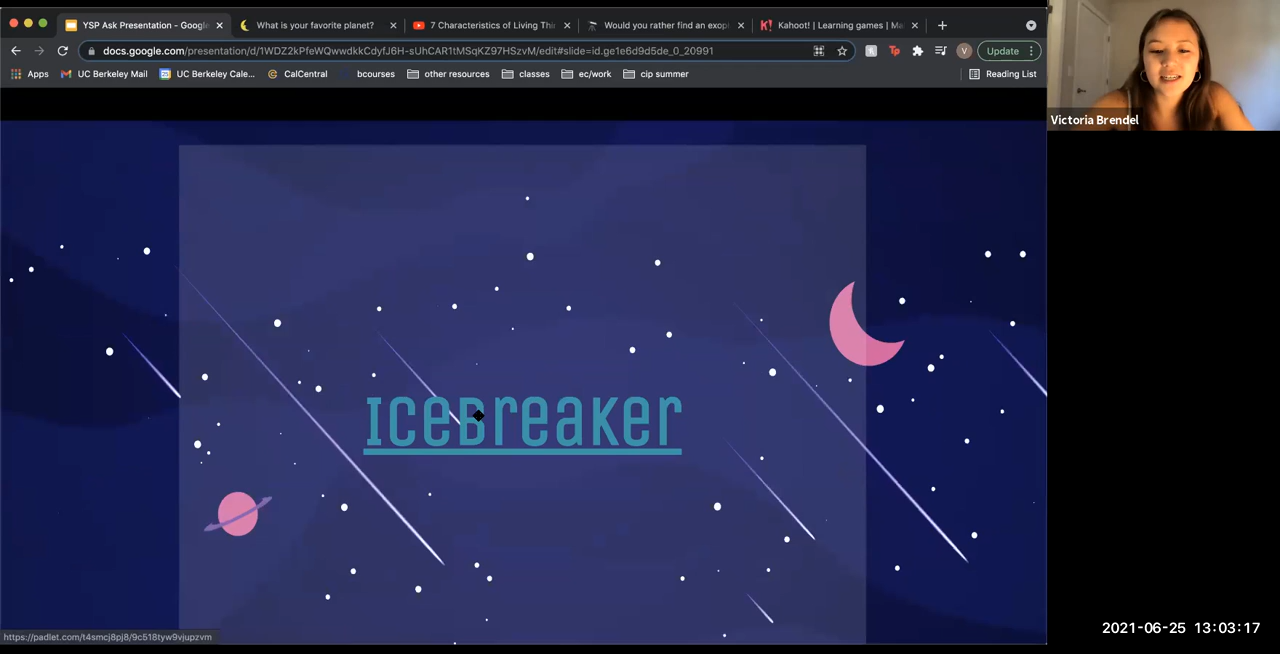 YSP Ask Presentation - Google
What is your favorite planet?
7 Characteristics of Living Thi
Would you rather find an exopl
Kahoot! | Learning games | Ma
docs.google.com/presentation/d/1WDZ2kPfeWQwwdkkCdyfJ6H-sUhCAR1tMSqKZ97HSzvM/edit#slide=id.ge1e6d9d5de_0_20991
V
Update
Apps
UC Berkeley Mail
UC Berkeley Cale...
CalCentral
bcourses
other resources
classes
ec/work
cip summer
Reading List
Victoria Brendel
IceBreaker
https://padlet.com/t4smcj8pj8/9c518tyw9vjupzvm
2021-06-25 13:03:17